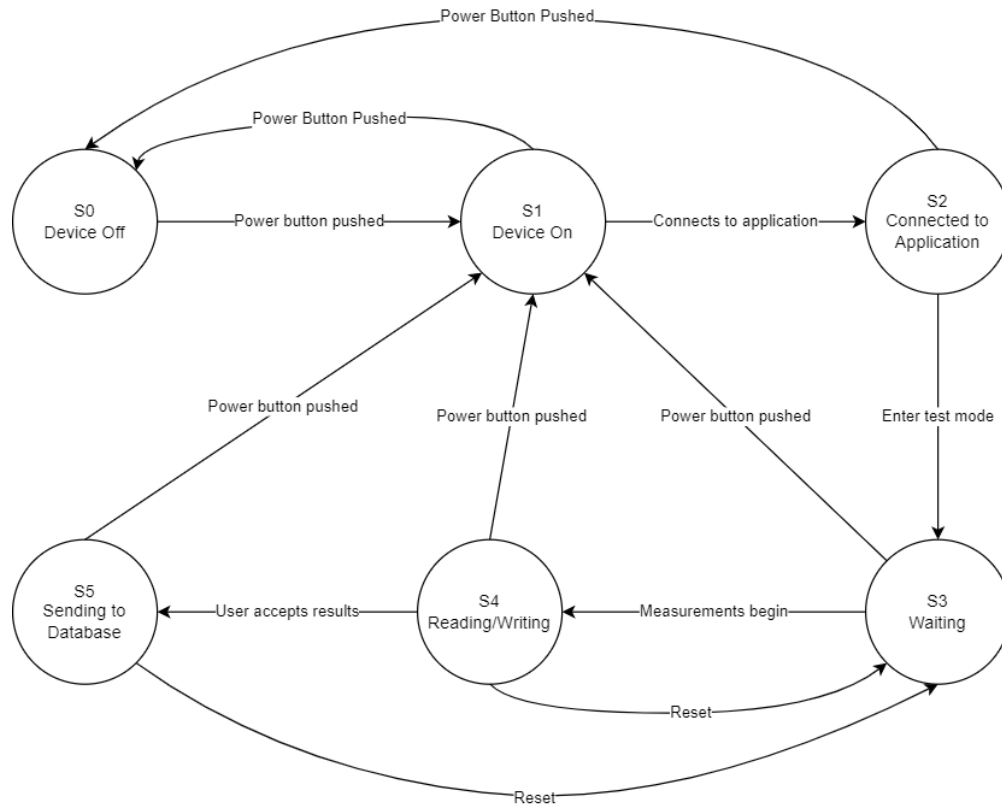 Power Button Pushed
Power Button Pushed
S0
Device Off
Power button pushed
S1
Device On
Connects to application
S2
Connected to
Application
Power button pushed
Power button pushed
Power button pushed
Enter test mode
S5
Sending to
Database
User accepts results
S4
Reading/Writing
Measurements begin
S3
Waiting
Reset
Reset